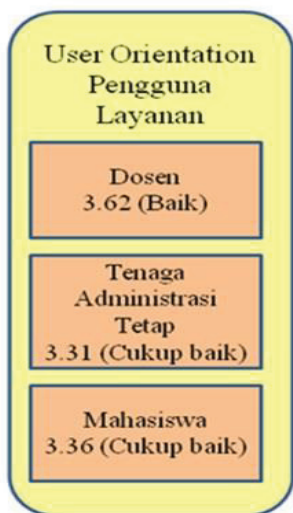 User Orientation
Pengguna
Layanan
Dosen
3.62 (Baik)
Tenaga
Administrasi
Tetap
3.31 (Cukup baik)
Mahasiswa
3.36 (Cukup baik)